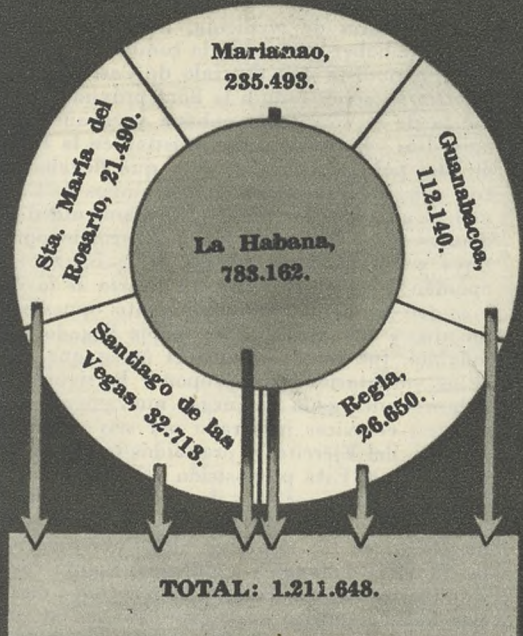 Marianao,
235.493.
Sta. María del
Rosario, 21.490.
Guanabacoa,
112.140.
La Habana,
783.162.
Santiago de las
Vegas, 32.713.
Regla,
26.650.
TOTAL: 1.211.648.